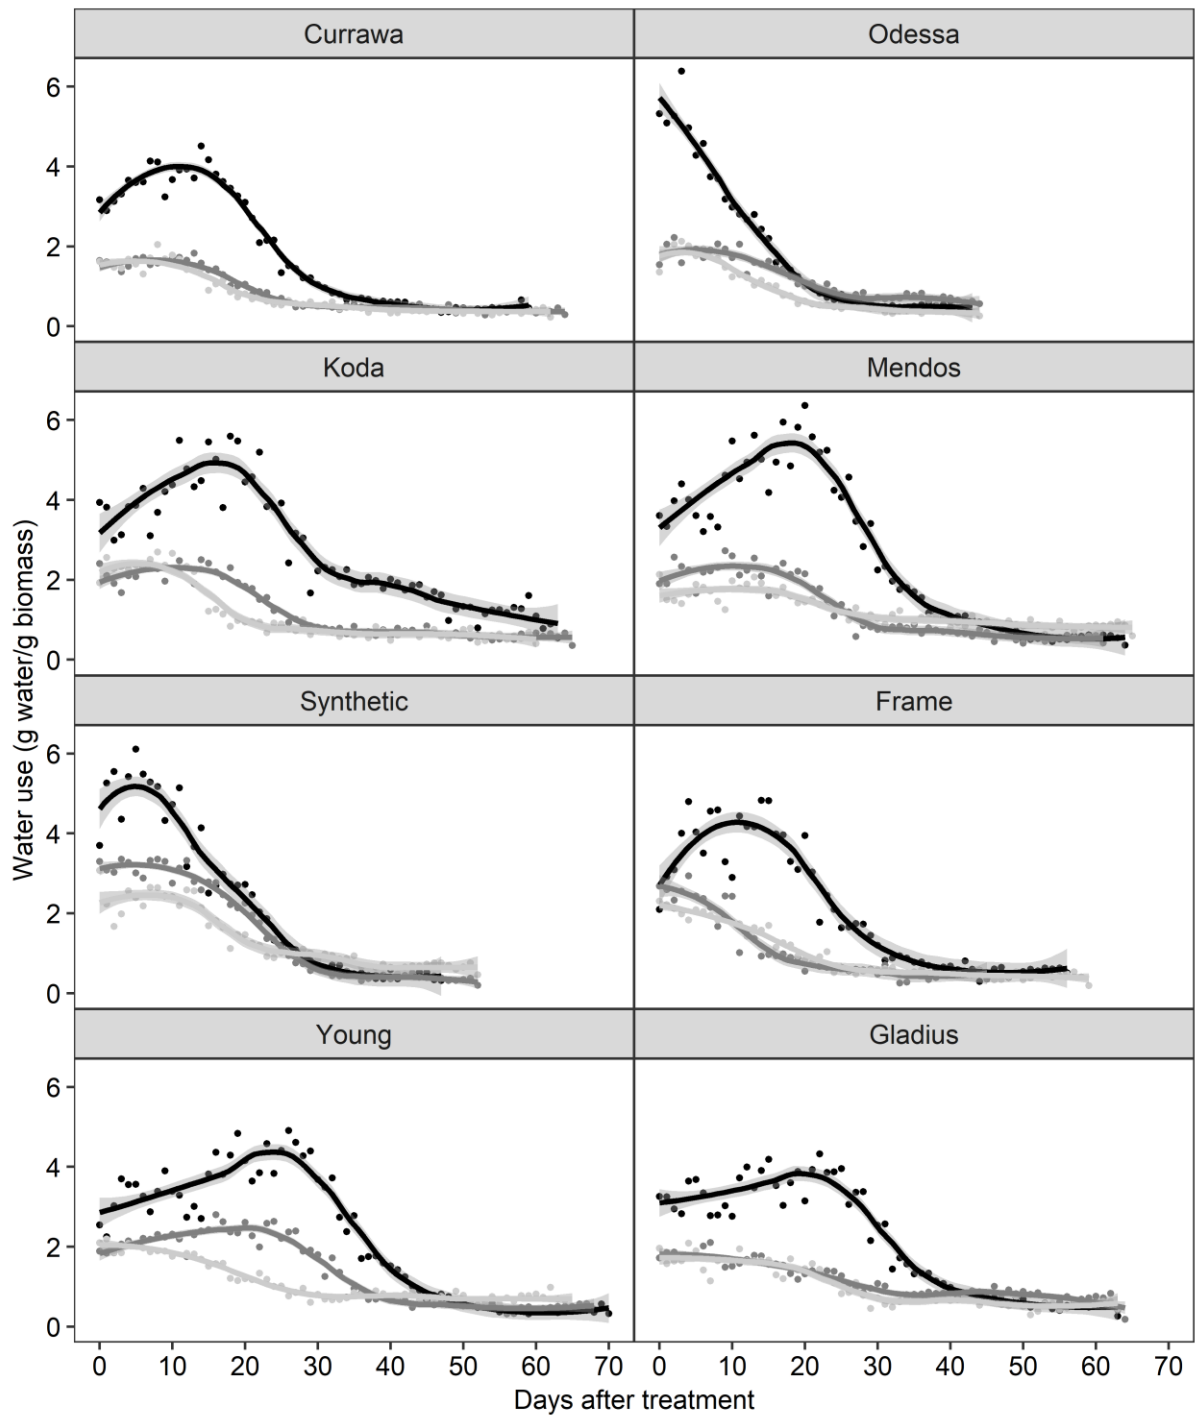 Currawa Odessa
6
4
2
0
Koda Mendos
6
4
2
0
Water use (g water/g biomass)
Synthetic Frame
6
4
2
0
Young Gladius
6
4
2
0
0 10 20 30 40 50 60 70 0 10 20 30 40 50 60 70
Days after treatment